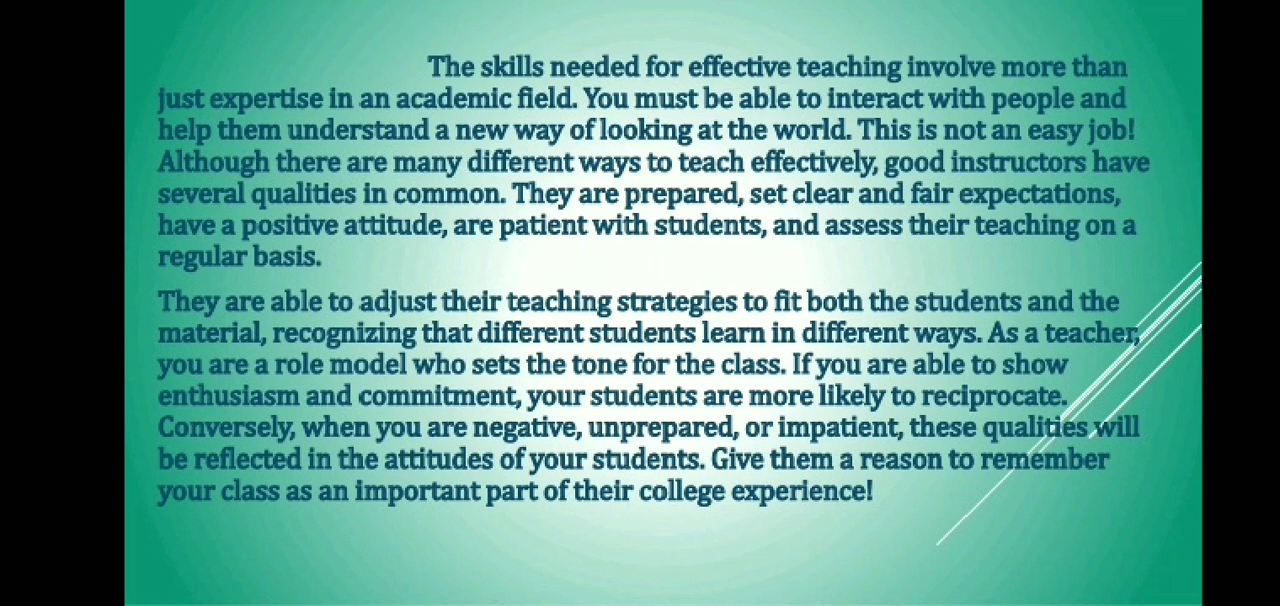 The skills needed for effective teaching involve more than
just expertise in an academic field. You must be able to interact with people and
help them understand a new way of looking at the world. This is not an easy job!
Although there are many different ways to teach effectively, good instructors have
several qualities in common. They are prepared, set clear and fair expectations,
have a positive attitude, are patient with students, and assess their teaching on a
regular basis.
They are able to adjust their teaching strategies to fit both the students and the
material, recognizing that different students learn in different ways. As a teacher,
you are a role model who sets the tone for the class. If you are able to show
enthusiasm and commitment, your students are more likely to reciprocate.
Conversely, when you are negative, unprepared, or impatient, these qualities will
be reflected in the attitudes of your students. Give them a reason to remember
your class as an important part of their college experience!